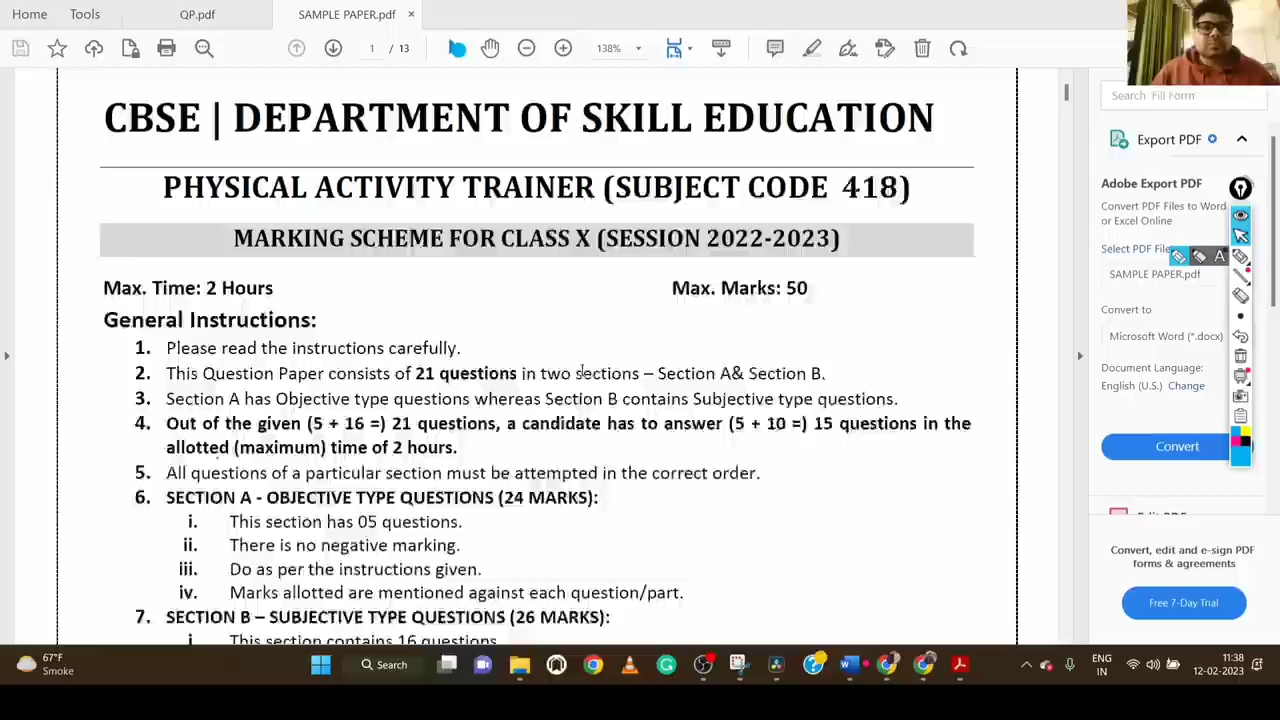 Home Tools QP.pdf SAMPLE PAPER.pdf ×
1 / 13 138%
CBSE | DEPARTMENT OF SKILL EDUCATION
PHYSICAL ACTIVITY TRAINER (SUBJECT CODE 418)
MARKING SCHEME FOR CLASS X (SESSION 2022-2023)
Max. Time: 2 Hours Max. Marks: 50
General Instructions:
1. Please read the instructions carefully.
2. This Question Paper consists of 21 questions in two sections – Section A& Section B.
3. Section A has Objective type questions whereas Section B contains Subjective type questions.
4. Out of the given (5 + 16 =) 21 questions, a candidate has to answer (5 + 10 =) 15 questions in the
allotted (maximum) time of 2 hours.
5. All questions of a particular section must be attempted in the correct order.
6. SECTION A - OBJECTIVE TYPE QUESTIONS (24 MARKS):
i. This section has 05 questions.
ii. There is no negative marking.
iii. Do as per the instructions given.
iv. Marks allotted are mentioned against each question/part.
7. SECTION B – SUBJECTIVE TYPE QUESTIONS (26 MARKS):
i. This section contains 16 questions.
Search 'Fill Form'
Export PDF
Adobe Export PDF
Convert PDF Files to Word
or Excel Online
Select PDF File
A
SAMPLE PAPER.pdf
Convert to
Microsoft Word (*.docx)
Document Language:
English (U.S.) Change
Convert
Edit PDF
Convert, edit and e-sign PDF
forms & agreements
Free 7-Day Trial
67°F
Smoke
Search
ENG
IN
11:38
12-02-2023